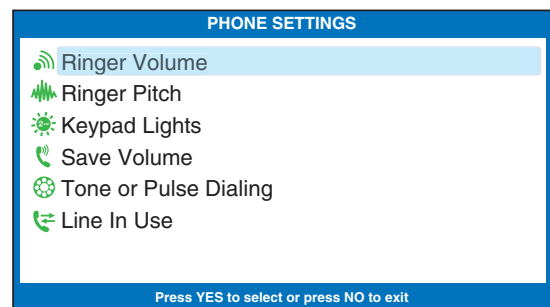 PHONE SETTINGS
Ringer Volume
Ringer Pitch
Keypad Lights
Save Volume
Tone or Pulse Dialing
Line In Use
Press YES to select or press NO to exit